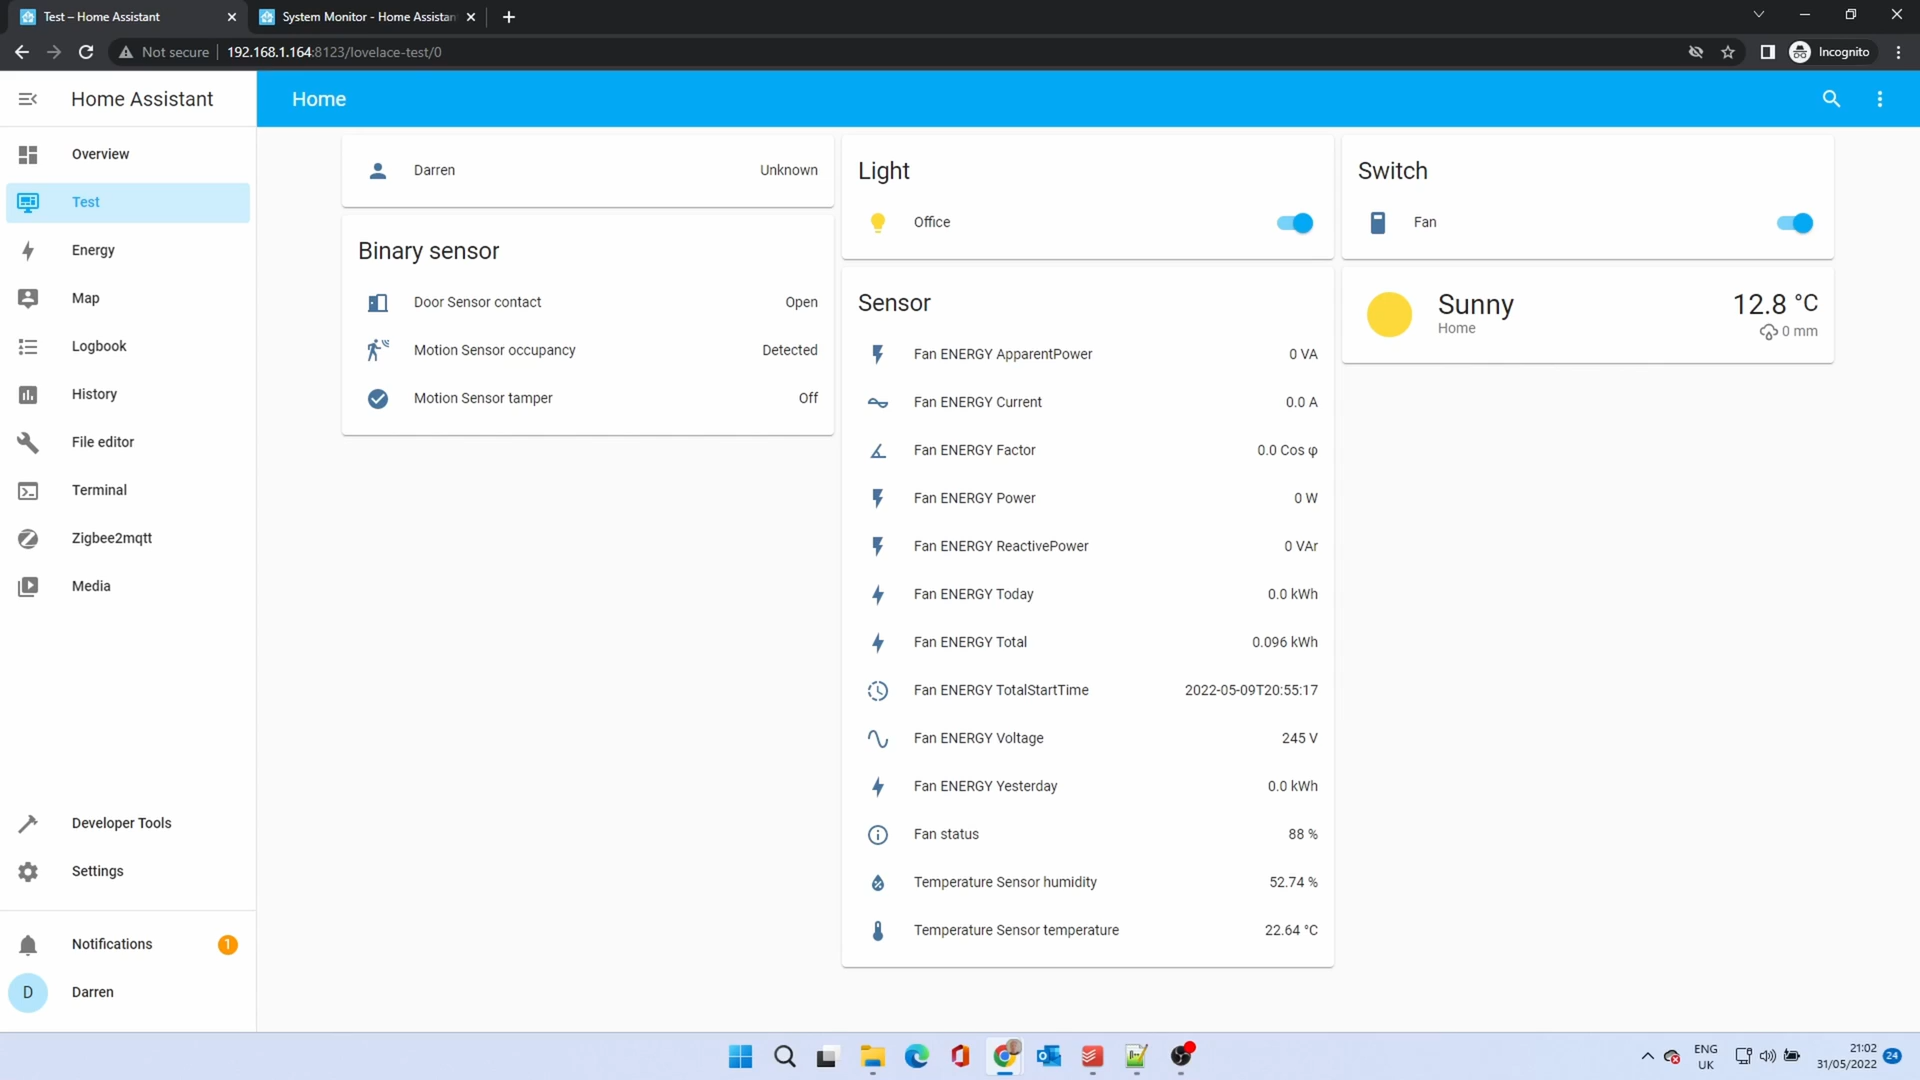 Test – Home Assistant
System Monitor - Home Assistan
Not secure
192.168.1.164:8123/lovelace-test/0
Incognito
Home Assistant
Home
Overview
Test
Energy
Map
Logbook
History
File editor
Terminal
Zigbee2mqtt
Media
Developer Tools
Settings
Notifications 1
D Darren
Darren Unknown
Binary sensor
Door Sensor contact Open
Motion Sensor occupancy Detected
Motion Sensor tamper Off
Light
Office
Sensor
Fan ENERGY ApparentPower 0 VA
Fan ENERGY Current 0.0 A
Fan ENERGY Factor 0.0 Cos φ
Fan ENERGY Power 0 W
Fan ENERGY ReactivePower 0 VAr
Fan ENERGY Today 0.0 kWh
Fan ENERGY Total 0.096 kWh
Fan ENERGY TotalStartTime 2022-05-09T20:55:17
Fan ENERGY Voltage 245 V
Fan ENERGY Yesterday 0.0 kWh
Fan status 88 %
Temperature Sensor humidity 52.74 %
Temperature Sensor temperature 22.64 °C
Switch
Fan
Sunny 12.8 °C
Home 0 mm
ENG
UK
21:02
31/05/2022
24